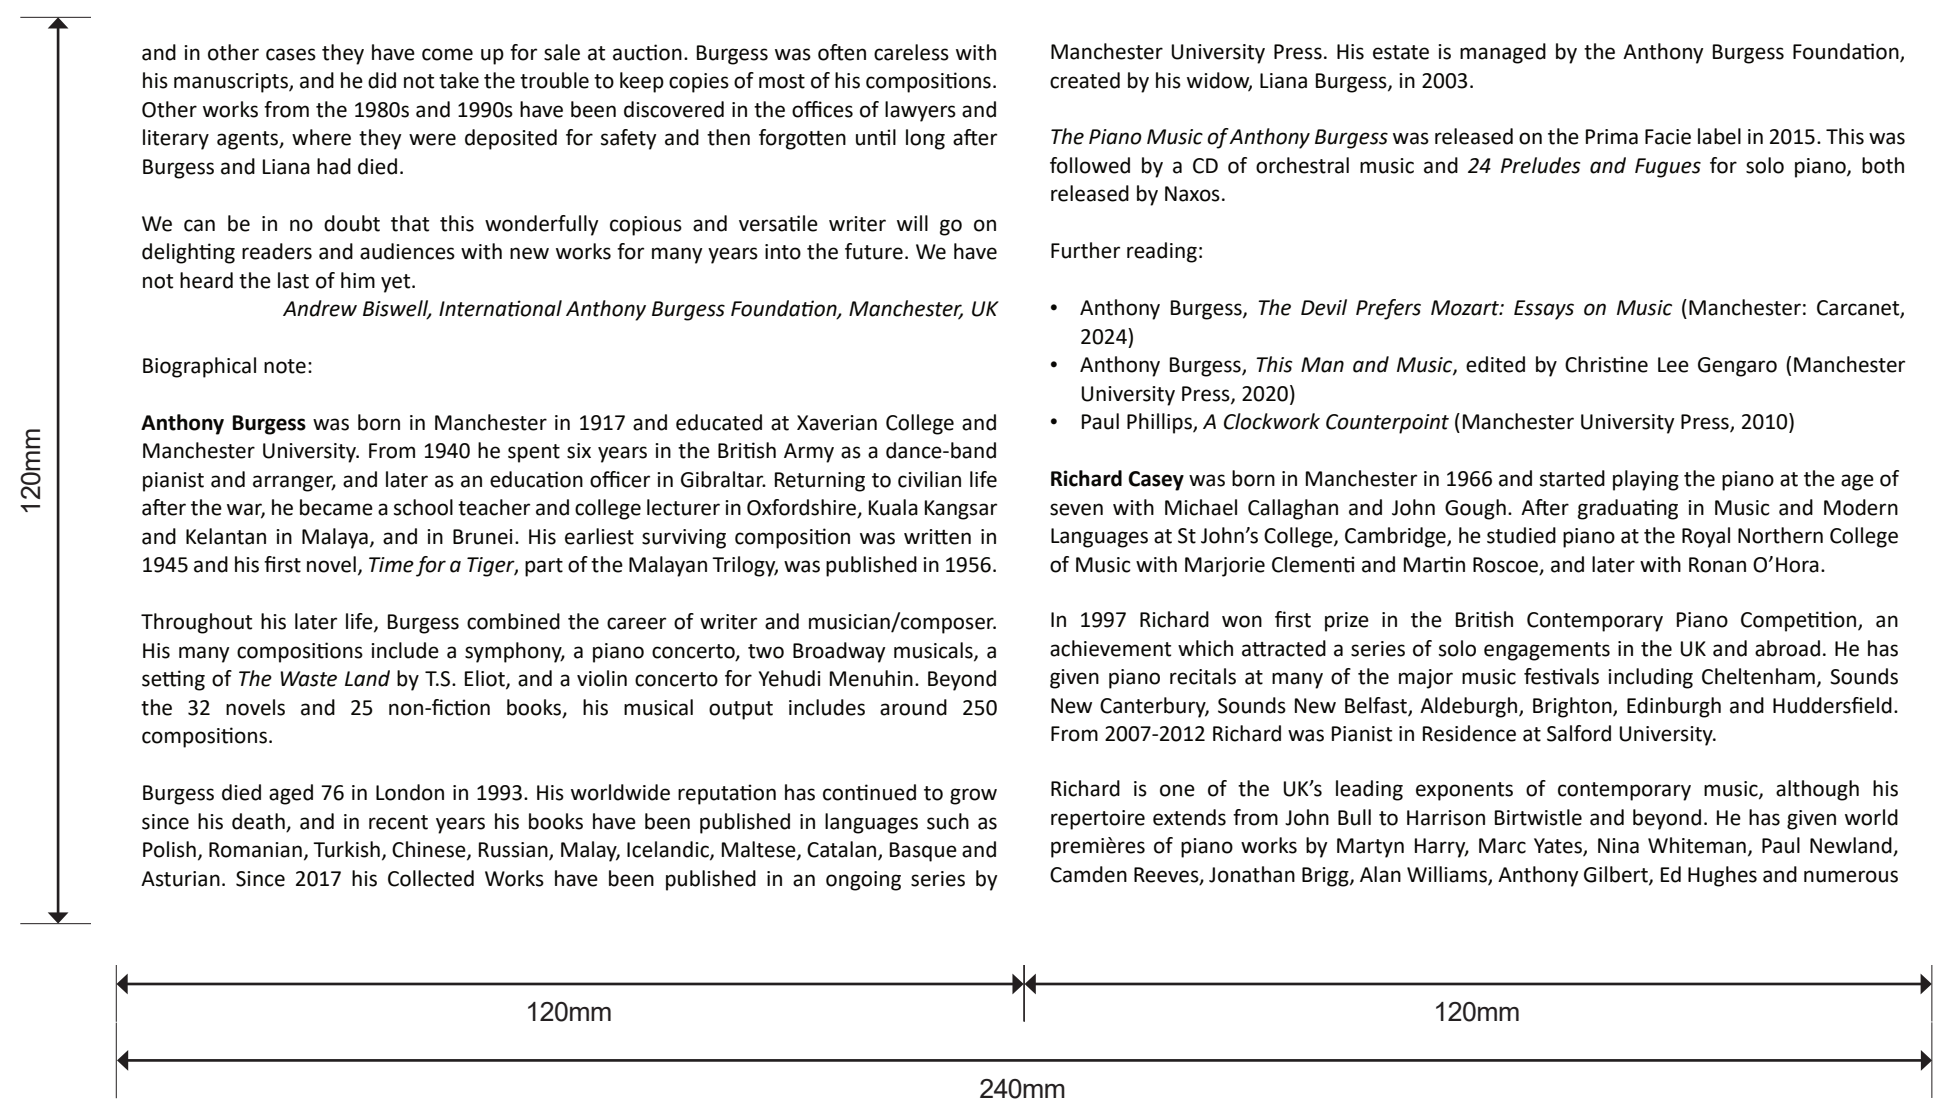 and in other cases they have come up for sale at auction. Burgess was often careless with
his manuscripts, and he did not take the trouble to keep copies of most of his compositions.
Other works from the 1980s and 1990s have been discovered in the offices of lawyers and
literary agents, where they were deposited for safety and then forgotten until long after
Burgess and Liana had died.
We can be in no doubt that this wonderfully copious and versatile writer will go on
delighting readers and audiences with new works for many years into the future. We have
not heard the last of him yet.
Andrew Biswell, International Anthony Burgess Foundation, Manchester, UK
Biographical note:
Anthony Burgess was born in Manchester in 1917 and educated at Xaverian College and
Manchester University. From 1940 he spent six years in the British Army as a dance-band
pianist and arranger, and later as an education officer in Gibraltar. Returning to civilian life
after the war, he became a school teacher and college lecturer in Oxfordshire, Kuala Kangsar
and Kelantan in Malaya, and in Brunei. His earliest surviving composition was written in
1945 and his first novel, Time for a Tiger, part of the Malayan Trilogy, was published in 1956.
Throughout his later life, Burgess combined the career of writer and musician/composer.
His many compositions include a symphony, a piano concerto, two Broadway musicals, a
setting of The Waste Land by T.S. Eliot, and a violin concerto for Yehudi Menuhin. Beyond
the 32 novels and 25 non-fiction books, his musical output includes around 250
compositions.
Burgess died aged 76 in London in 1993. His worldwide reputation has continued to grow
since his death, and in recent years his books have been published in languages such as
Polish, Romanian, Turkish, Chinese, Russian, Malay, Icelandic, Maltese, Catalan, Basque and
Asturian. Since 2017 his Collected Works have been published in an ongoing series by
Manchester University Press. His estate is managed by the Anthony Burgess Foundation,
created by his widow, Liana Burgess, in 2003.
The Piano Music of Anthony Burgess was released on the Prima Facie label in 2015. This was
followed by a CD of orchestral music and 24 Preludes and Fugues for solo piano, both
released by Naxos.
Further reading:
• Anthony Burgess, The Devil Prefers Mozart: Essays on Music (Manchester: Carcanet,
2024)
• Anthony Burgess, This Man and Music, edited by Christine Lee Gengaro (Manchester
University Press, 2020)
• Paul Phillips, A Clockwork Counterpoint (Manchester University Press, 2010)
Richard Casey was born in Manchester in 1966 and started playing the piano at the age of
seven with Michael Callaghan and John Gough. After graduating in Music and Modern
Languages at St John’s College, Cambridge, he studied piano at the Royal Northern College
of Music with Marjorie Clementi and Martin Roscoe, and later with Ronan O’Hora.
In 1997 Richard won first prize in the British Contemporary Piano Competition, an
achievement which attracted a series of solo engagements in the UK and abroad. He has
given piano recitals at many of the major music festivals including Cheltenham, Sounds
New Canterbury, Sounds New Belfast, Aldeburgh, Brighton, Edinburgh and Huddersfield.
From 2007-2012 Richard was Pianist in Residence at Salford University.
Richard is one of the UK’s leading exponents of contemporary music, although his
repertoire extends from John Bull to Harrison Birtwistle and beyond. He has given world
premières of piano works by Martyn Harry, Marc Yates, Nina Whiteman, Paul Newland,
Camden Reeves, Jonathan Brigg, Alan Williams, Anthony Gilbert, Ed Hughes and numerous
120mm
120mm
120mm
240mm